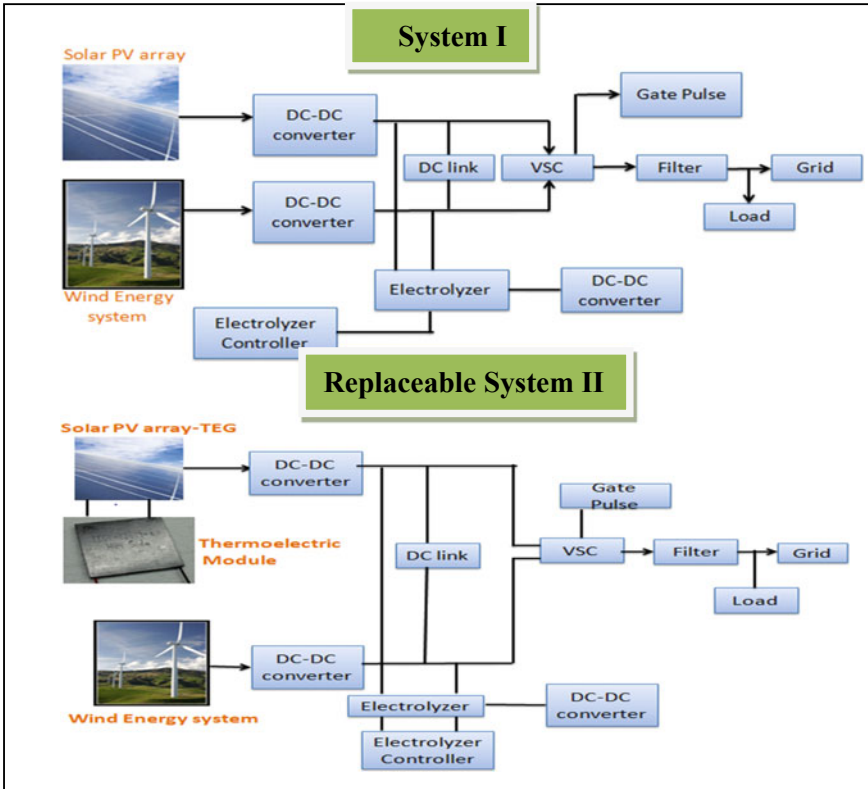 System I
Solar PV array
DC-DC
converter
Gate Pulse
DC link
VSC
Filter
Grid
DC-DC
converter
Load
Wind Energy
system
Electrolyzer
DC-DC
converter
Electrolyzer
Controller
Replaceable System II
Solar PV array-TEG
DC-DC
converter
Gate
Pulse
Thermoelectric
Module
DC link
VSC
Filter
Grid
Load
DC-DC
converter
Wind Energy system
Electrolyzer
DC-DC
converter
Electrolyzer
Controller